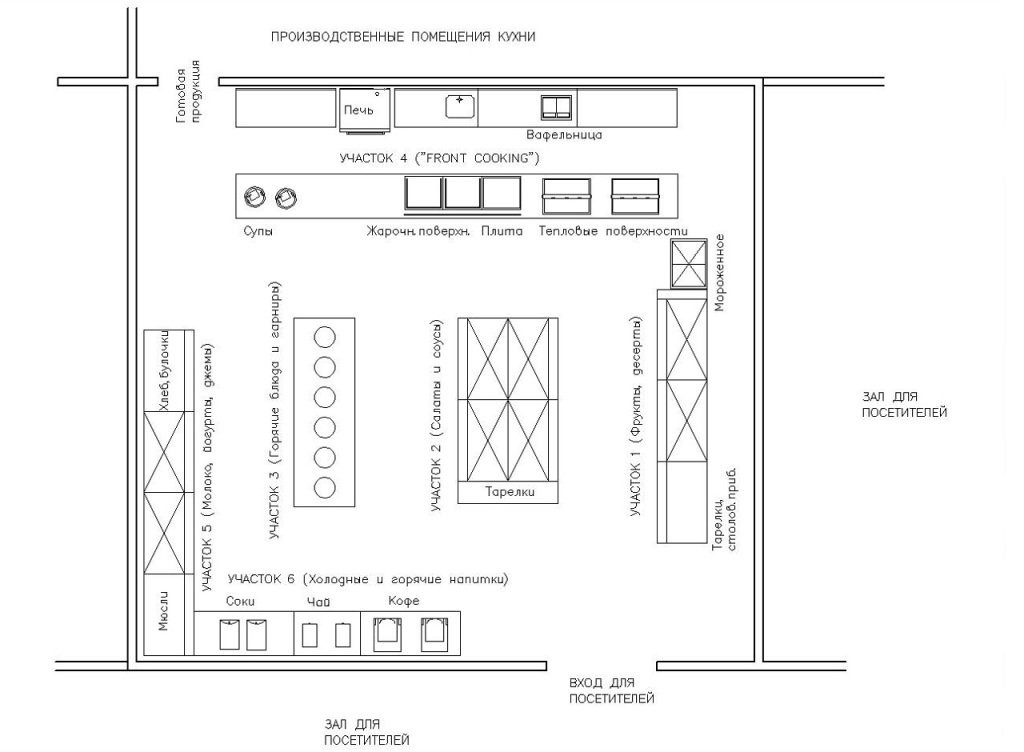 ПРОИЗВОДСТВЕННЫЕ ПОМЕЩЕНИЯ КУХНИ
Готовая
продукция
Печь
Вафельница
УЧАСТОК 4 ("FRONT COOKING")
Супы
Жарочн. поверхн.
Плита
Тепловые поверхности
Мороженное
УЧАСТОК 1 (Фрукты, десерты)
Тарелки,
столов. приб.
УЧАСТОК 2 (Салаты и соусы)
Тарелки
УЧАСТОК 3 (Горячие блюда и гарниры)
Хлеб, булочки
УЧАСТОК 5 (Молоко, йогурты, джемы)
Мюсли
УЧАСТОК 6 (Холодные и горячие напитки)
Соки
Чай
Кофе
ЗАЛ ДЛЯ
ПОСЕТИТЕЛЕЙ
ВХОД ДЛЯ
ПОСЕТИТЕЛЕЙ
ЗАЛ ДЛЯ
ПОСЕТИТЕЛЕЙ